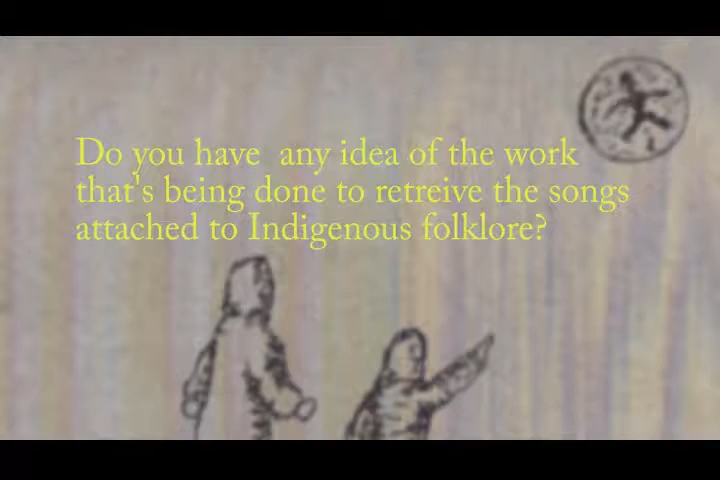 Do you have  any idea of the work
that's being done to retreive the songs
attached to Indigenous folklore?